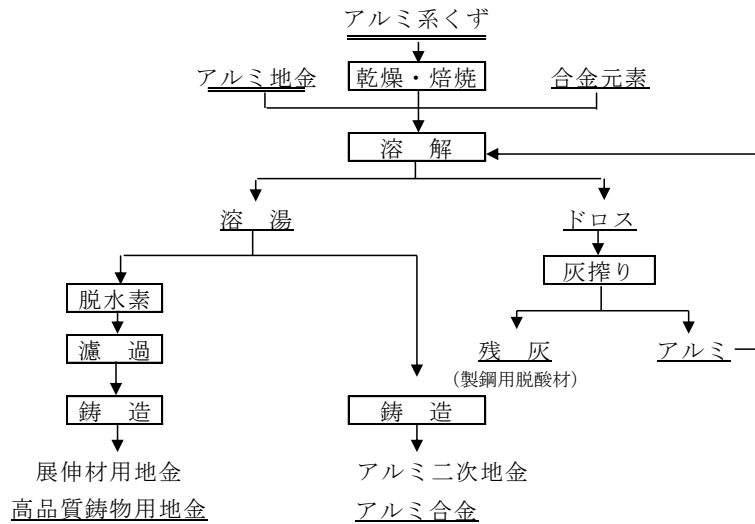 アルミ系くず
アルミ地金
乾燥・焙焼
合金元素
溶 解
溶 湯
ドロス
脱水素
灰搾り
濾 過
残 灰
アルミ
(製鋼用脱酸材)
鋳 造
鋳 造
展伸材用地金
高品質鋳物用地金
アルミ二次地金
アルミ合金